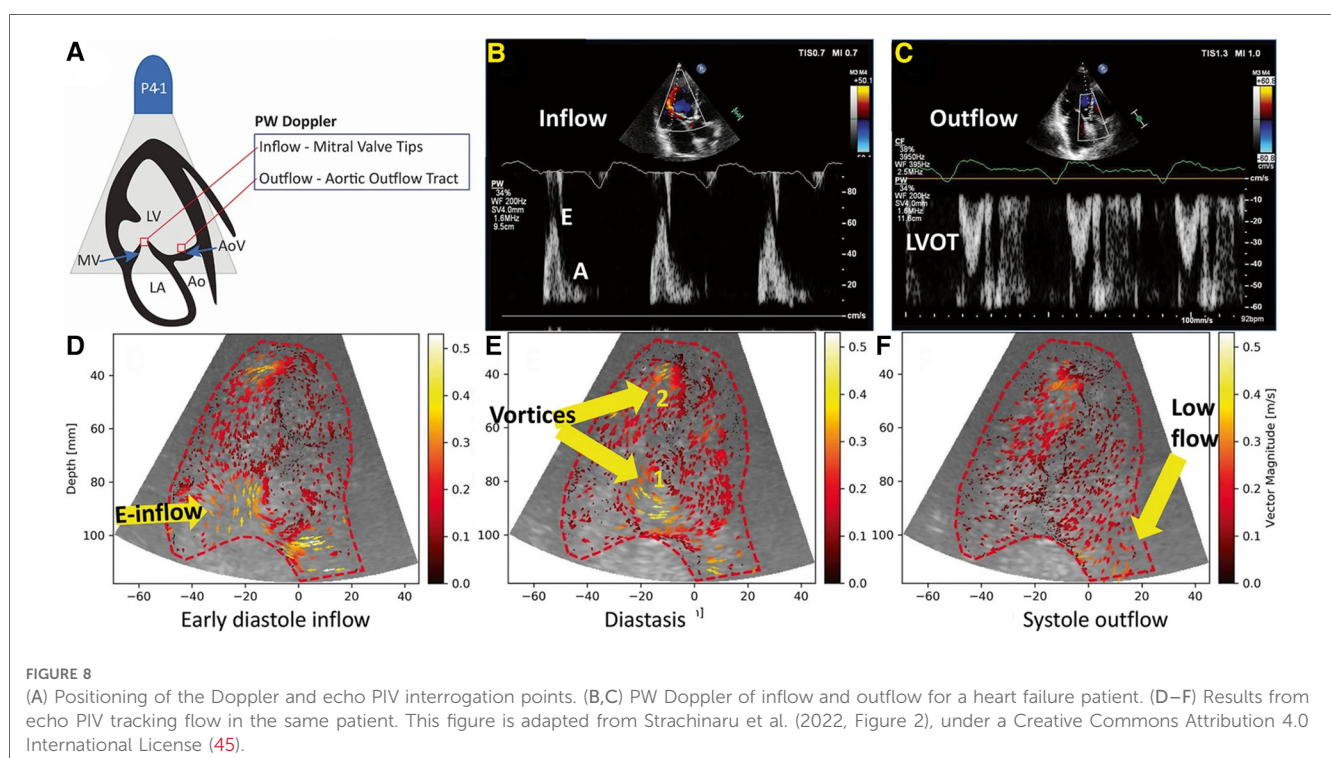 A
P4-1
PW Doppler
Inflow - Mitral Valve Tips
Outflow - Aortic Outflow Tract
LV
AoV
MV
Ao
LA
B
TIS0.7 MI 0.7
M3 M4
+50.1
Inflow
PW
34%
WF 200Hz
SV4.0mm
1.6MHz
9.5cm
E
A
80
60
40
20
cm/s
C
TIS1.3 MI 1.0
M3 M4
+60.8
Outflow
CF
38%
3950Hz
WF 395Hz
2.5MHz
PW
34%
WF 200Hz
SV4.0mm
1.6MHz
11.6cm
-60.8
cm/s
cm/s
LVOT
-10
-20
-30
-40
-50
-60
100mm/s
92bpm
D
Depth [mm]
40
60
80
100
E-inflow
-60
-40
-20
0
20
40
0.5
0.4
0.3
0.2
0.1
0.0
Early diastole inflow
E
40
60
80
100
Vortices
2
1
-60
-40
-20
0
20
40
0.5
0.4
0.3
0.2
0.1
0.0
Diastasis
F
40
60
80
100
Low
flow
-60
-40
-20
0
20
40
0.5
0.4
0.3
0.2
0.1
0.0
Vector Magnitude [m/s]
Systole outflow
FIGURE 8
(A) Positioning of the Doppler and echo PIV interrogation points. (B,C) PW Doppler of inflow and outflow for a heart failure patient. (D–F) Results from
echo PIV tracking flow in the same patient. This figure is adapted from Strachinaru et al. (2022, Figure 2), under a Creative Commons Attribution 4.0
International License (45).